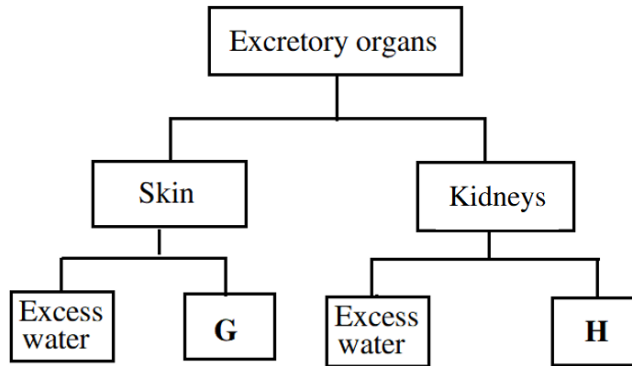 Excretory organs
Skin
Kidneys
Excess
water
G
Excess
water
H